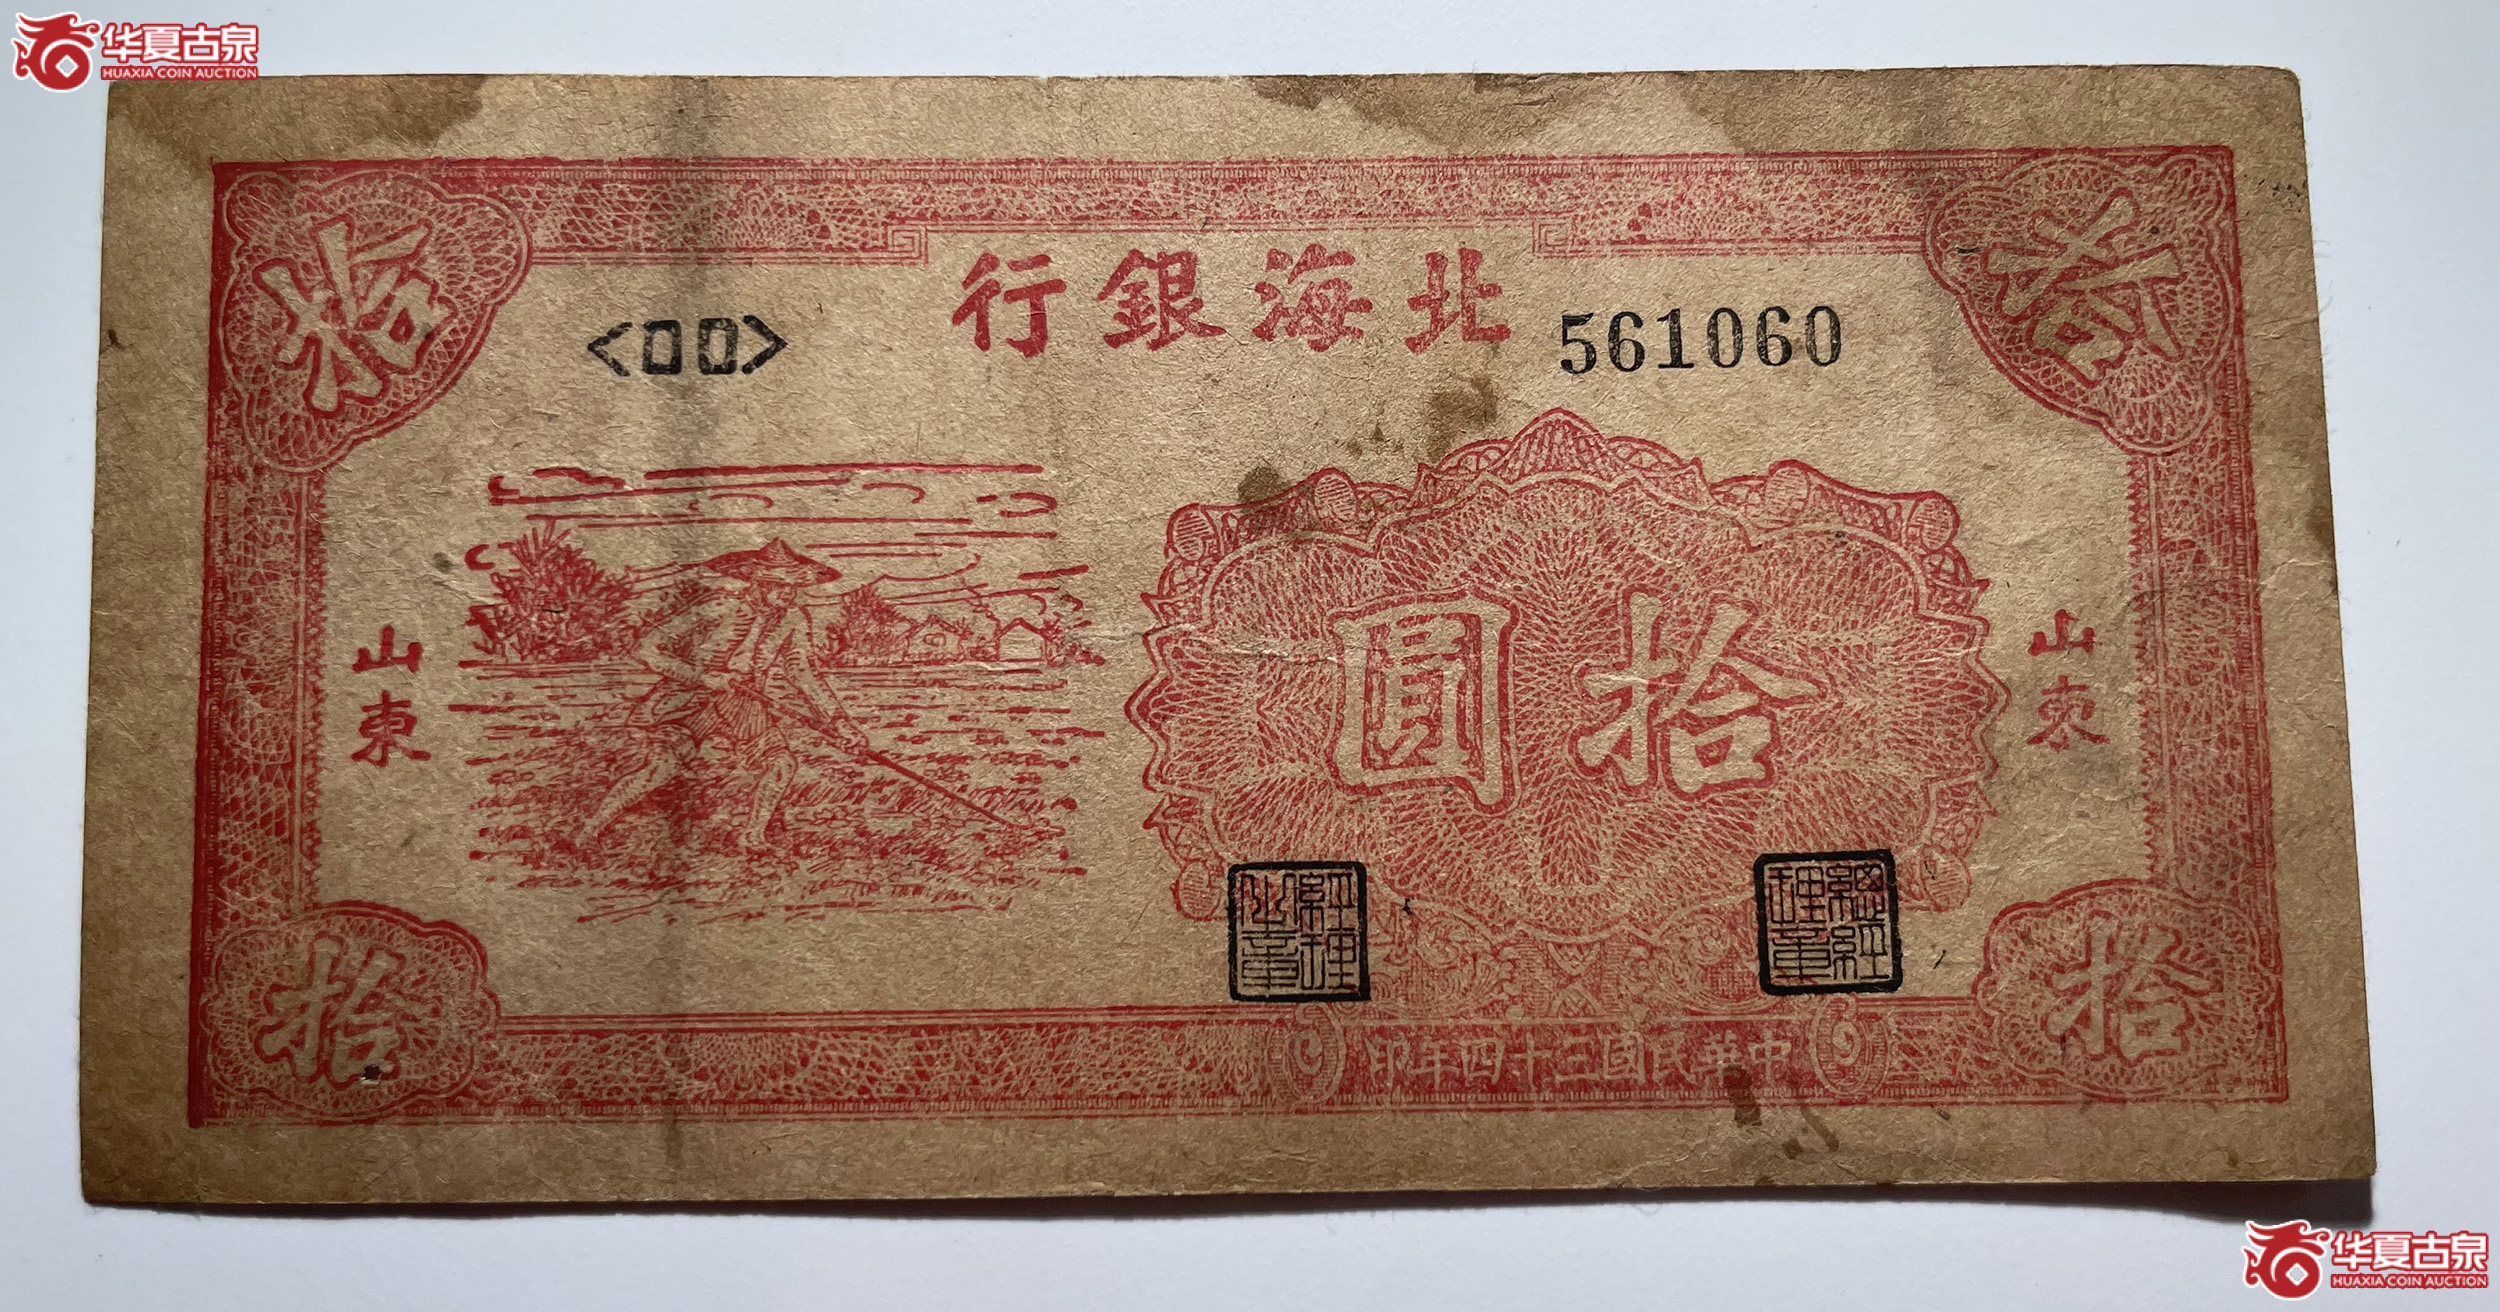 华夏古泉
HUAXIA COIN AUCTION
拾
拾
北海銀行
<00>
561060
拾圓
山東
山東
總經理章
經理之章
拾
拾
中華民国三十四年印
华夏古泉
HUAXIA COIN AUCTION